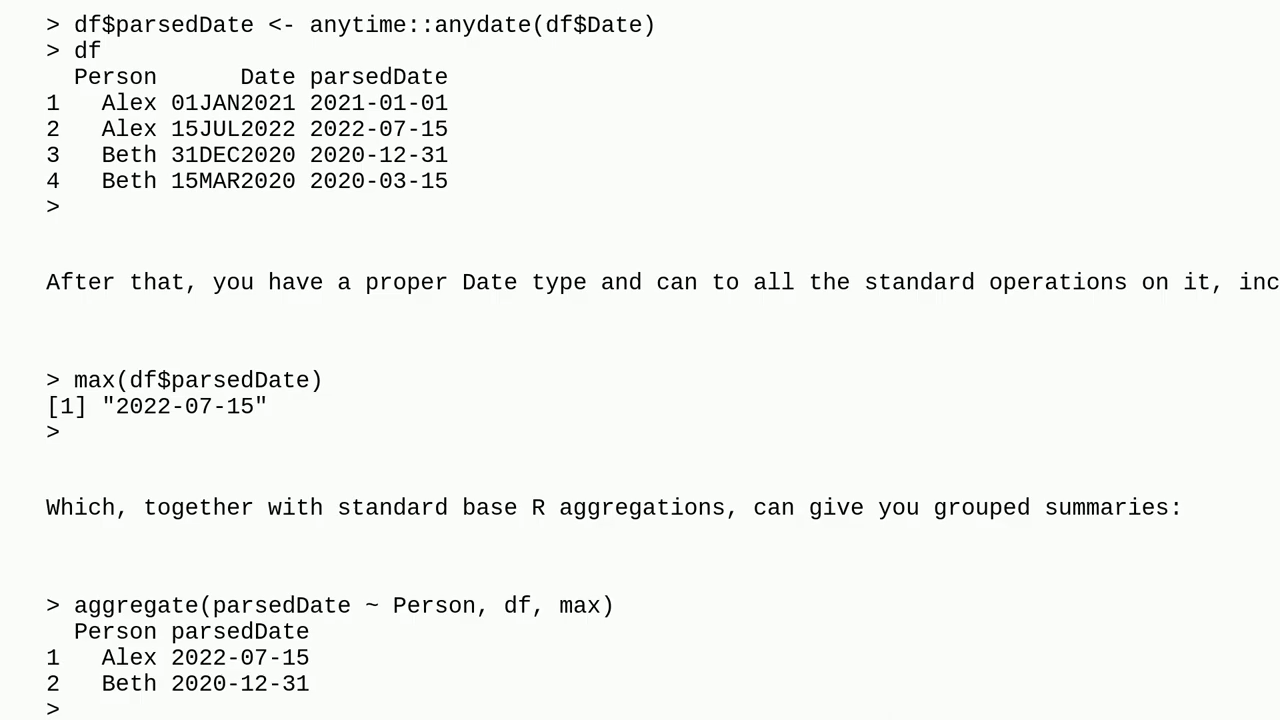 > df$parsedDate <- anytime::anydate(df$Date)
> df
  Person      Date parsedDate
1   Alex 01JAN2021 2021-01-01
2   Alex 15JUL2022 2022-07-15
3   Beth 31DEC2020 2020-12-31
4   Beth 15MAR2020 2020-03-15
>
After that, you have a proper Date type and can to all the standard operations on it, inc
> max(df$parsedDate)
[1] "2022-07-15"
>
Which, together with standard base R aggregations, can give you grouped summaries:
> aggregate(parsedDate ~ Person, df, max)
  Person parsedDate
1   Alex 2022-07-15
2   Beth 2020-12-31
>